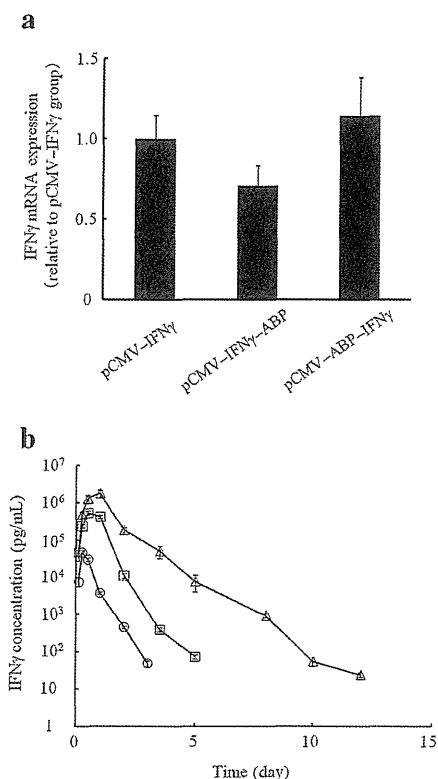 a
IFNγ mRNA expression
(relative to pCMV–IFNγ group)
1.5
1.0
0.5
0
pCMV–IFNγ
pCMV–IFNγ–ABP
pCMV–ABP–IFNγ
b
IFNγ concentration (pg/mL)
10⁷
10⁶
10⁵
10⁴
10³
10²
10
1
0
5
10
15
Time (day)